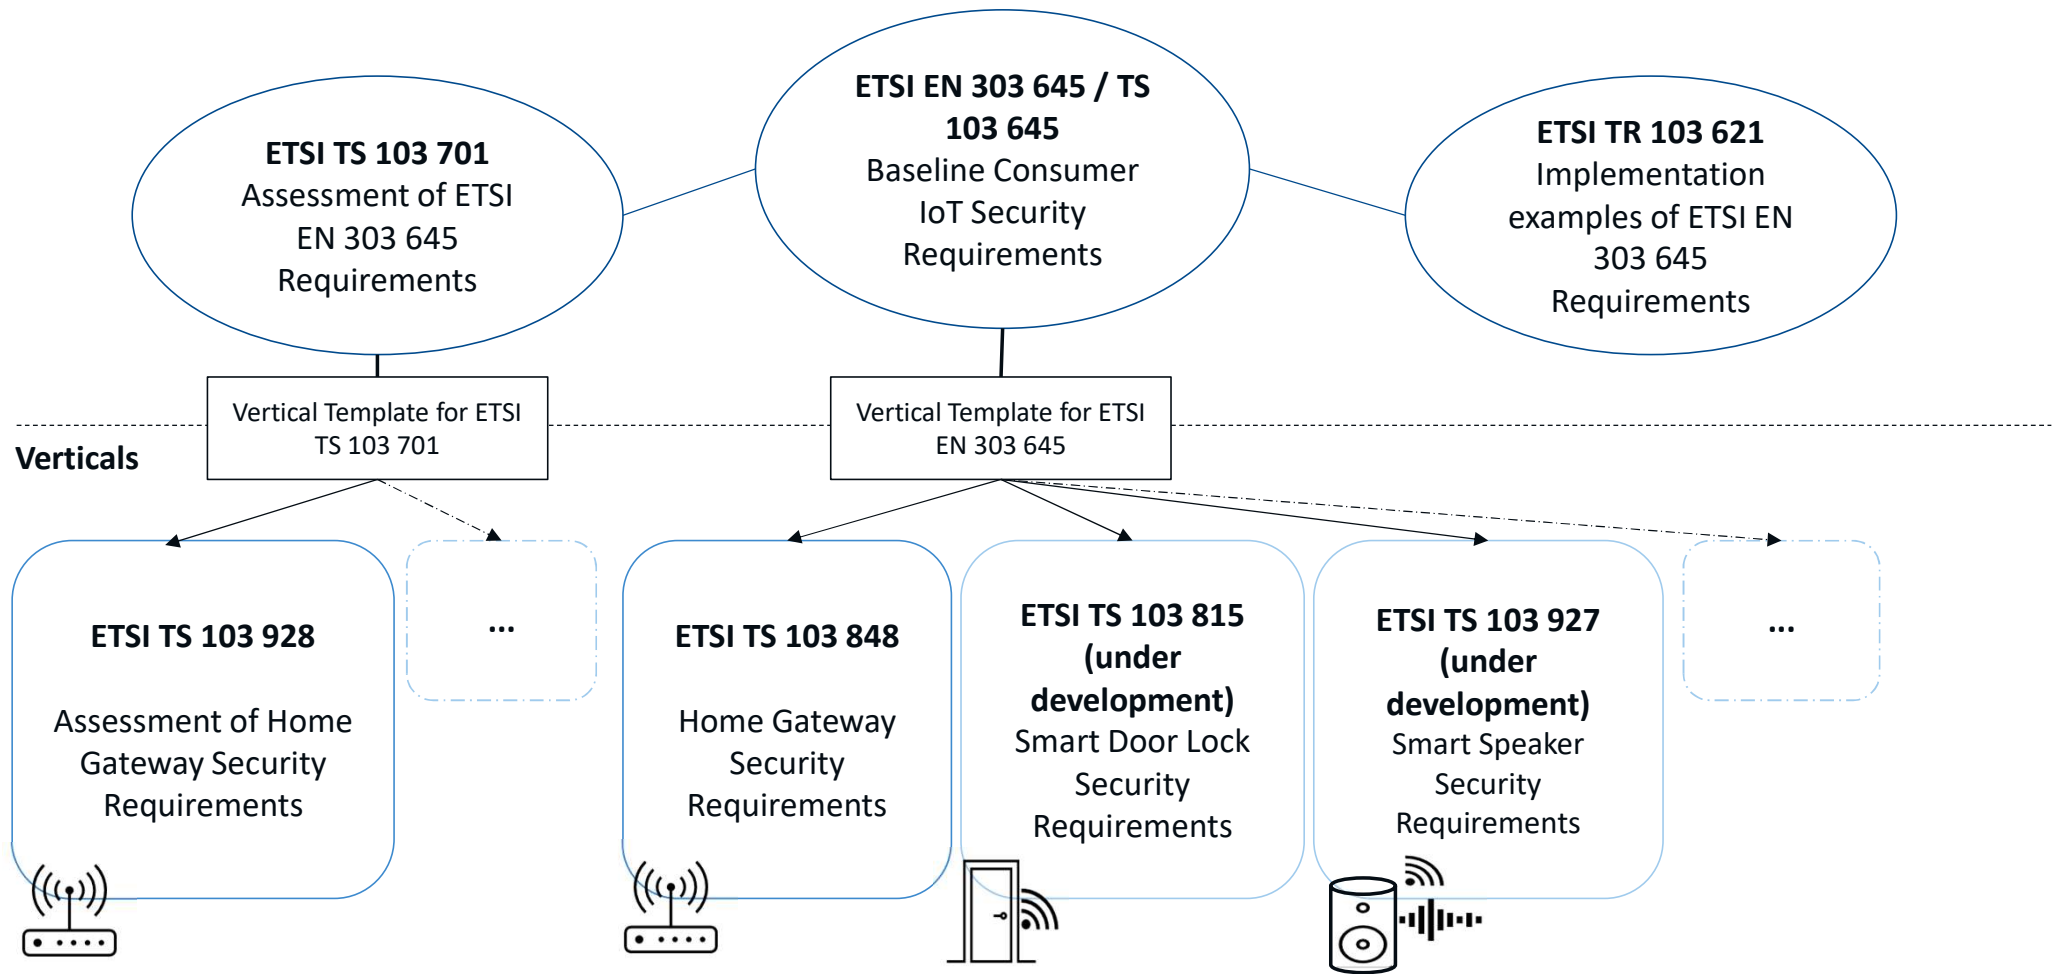 ETSI TS 103 701
Assessment of ETSI
EN 303 645
Requirements
ETSI EN 303 645 / TS
103 645
Baseline Consumer
IoT Security
Requirements
ETSI TR 103 621
Implementation
examples of ETSI EN
303 645
Requirements
Vertical Template for ETSI
TS 103 701
Vertical Template for ETSI
EN 303 645
Verticals
ETSI TS 103 928
Assessment of Home
Gateway Security
Requirements
...
ETSI TS 103 848
Home Gateway
Security
Requirements
ETSI TS 103 815
(under
development)
Smart Door Lock
Security
Requirements
ETSI TS 103 927
(under
development)
Smart Speaker
Security
Requirements
...